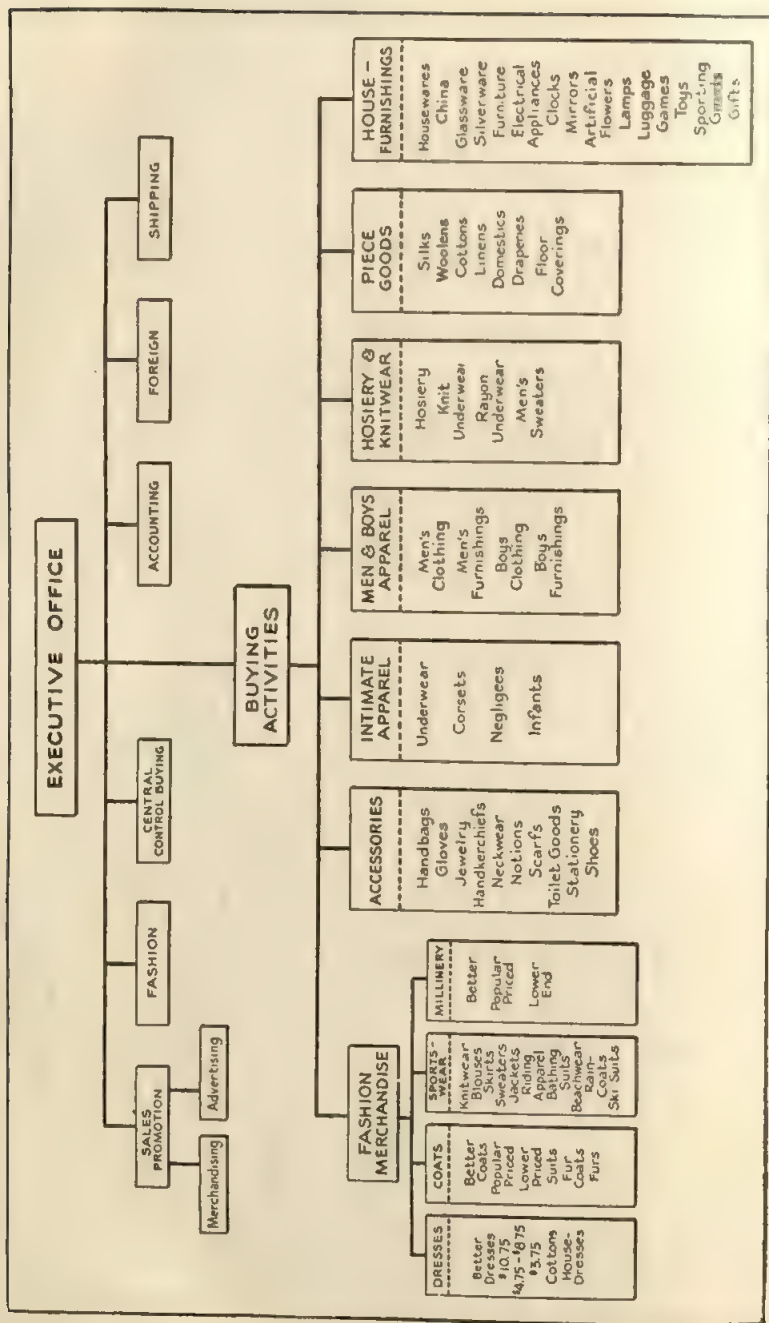 EXECUTIVE OFFICE
SALES
PROMOTION
Merchandising
Advertising
FASHION
CENTRAL
CONTROL BUYING
ACCOUNTING
FOREIGN
SHIPPING
BUYING
ACTIVITIES
FASHION
MERCHANDISE
DRESSES
Better
Dresses
$10.75
$4.75-$8.75
$3.75
Cottons
House-
Dresses
COATS
Better
Coats
Popular
Priced
Lower
Priced
Suits
Fur
Coats
Furs
SPORTS-
WEAR
Knitwear
Blouses
Skirts
Sweaters
Jackets
Riding
Apparel
Bathing
Suits
Beachwear
Rain-
Coats
Ski Suits
MILLINERY
Better
Popular
Priced
Lower
End
ACCESSORIES
Handbags
Gloves
Jewelry
Handkerchiefs
Neckwear
Notions
Scarfs
Toilet Goods
Stationery
Shoes
INTIMATE
APPAREL
Underwear
Corsets
Negligees
Infants
MEN & BOYS
APPAREL
Men's
Clothing
Men's
Furnishings
Boys
Clothing
Boys
Furnishings
HOSIERY &
KNITWEAR
Hosiery
Knit
Underwear
Rayon
Underwear
Men's
Sweaters
PIECE
GOODS
Silks
Woolens
Cottons
Linens
Domestics
Draperies
Floor
Coverings
HOUSE-
FURNISHINGS
Housewares
China
Glassware
Silverware
Furniture
Electrical
Appliances
Clocks
Mirrors
Artificial
Flowers
Lamps
Luggage
Games
Toys
Sporting
Goods
Gifts